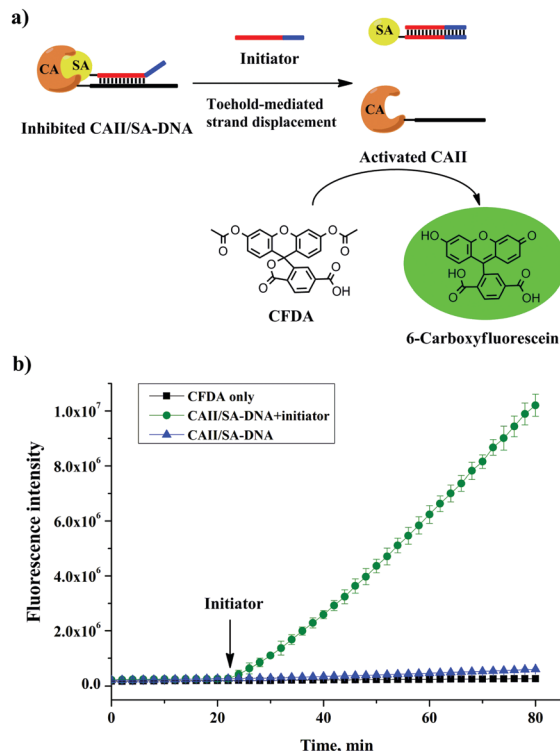 a)
SA
CA
SA
Initiator
Inhibited CAII/SA-DNA
Toehold-mediated
strand displacement
CA
Activated CAII
O
O
O
O
O
O
O
OH
O
CFDA
HO
O
O
HO
O
O
OH
6-Carboxyfluorescein
b)
CFDA only
CAII/SA-DNA+initiator
CAII/SA-DNA
Fluorescence intensity
1.0x10⁷
8.0x10⁶
6.0x10⁶
4.0x10⁶
2.0x10⁶
0.0
Initiator
0
20
40
60
80
Time, min